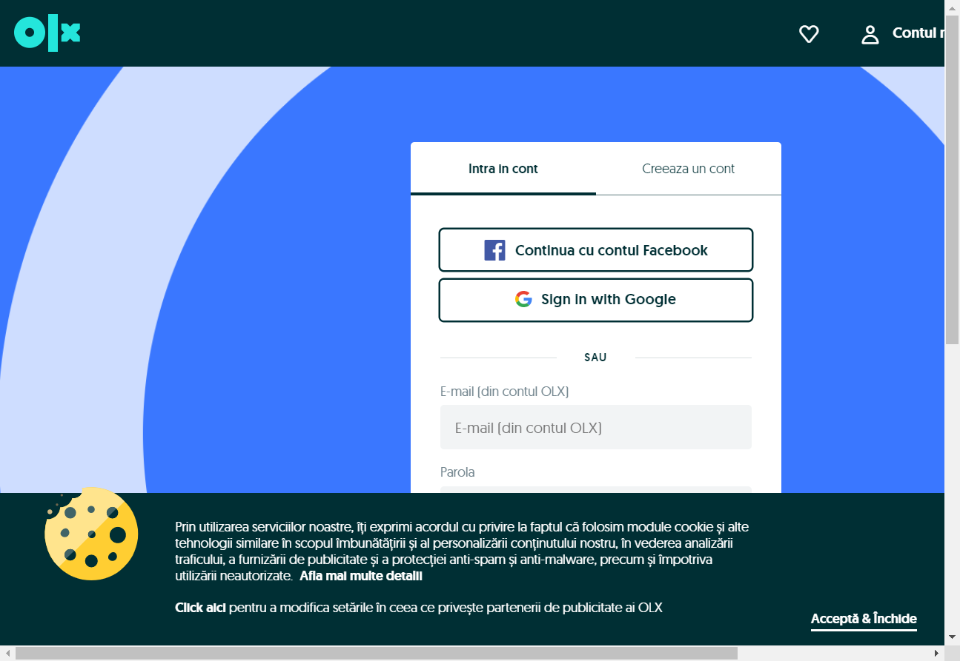 olx
Contul
Intra in cont
Creeaza un cont
Continua cu contul Facebook
Sign in with Google
SAU
E-mail (din contul OLX)
E-mail (din contul OLX)
Parola
Prin utilizarea serviciilor noastre, îți exprimi acordul cu privire la faptul că folosim module cookie și alte
tehnologii similare în scopul îmbunătățirii și al personalizării conținutului nostru, în vederea analizării
traficului, a furnizării de publicitate și a protecției anti-spam și anti-malware, precum și împotriva
utilizării neautorizate. Afla mai multe detalii
Click aici pentru a modifica setările în ceea ce privește partenerii de publicitate ai OLX
Acceptă & Închide